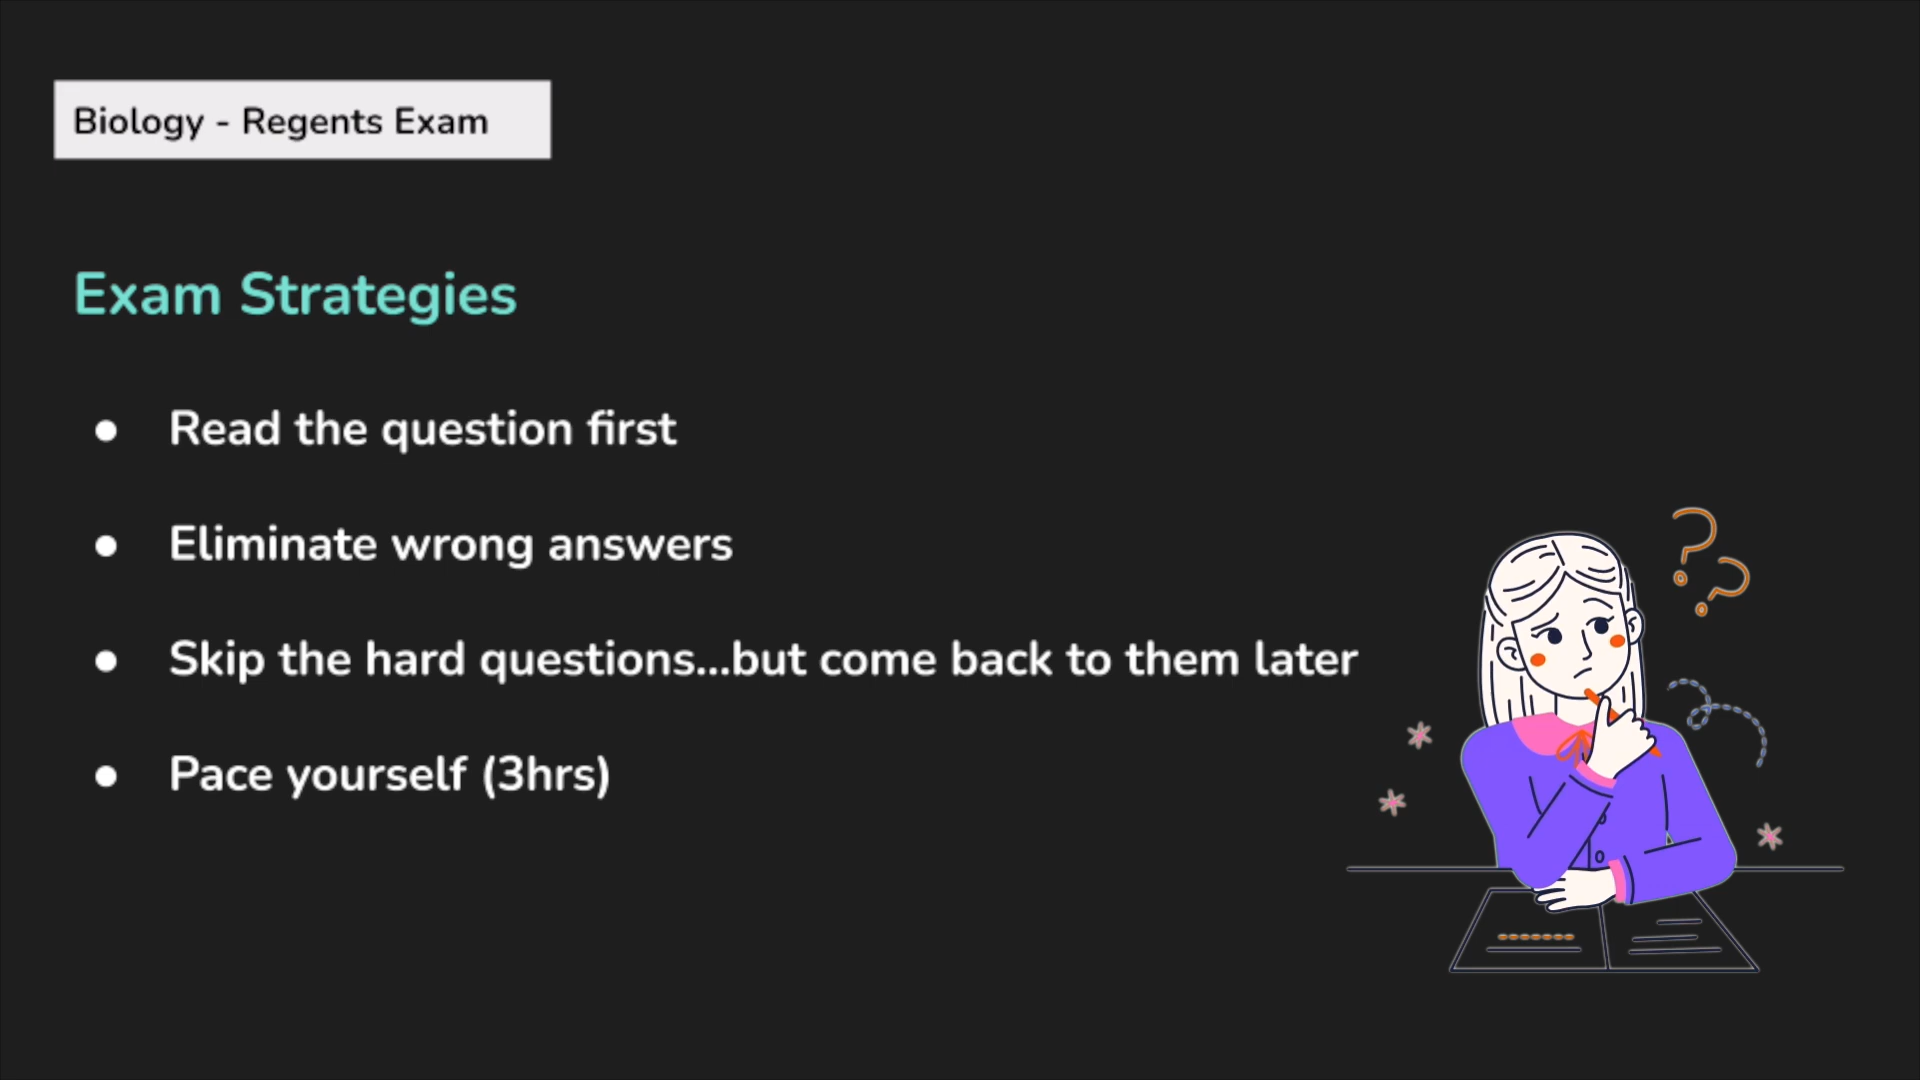 Biology - Regents Exam
Exam Strategies
● Read the question first
● Eliminate wrong answers
● Skip the hard questions...but come back to them later
● Pace yourself (3hrs)